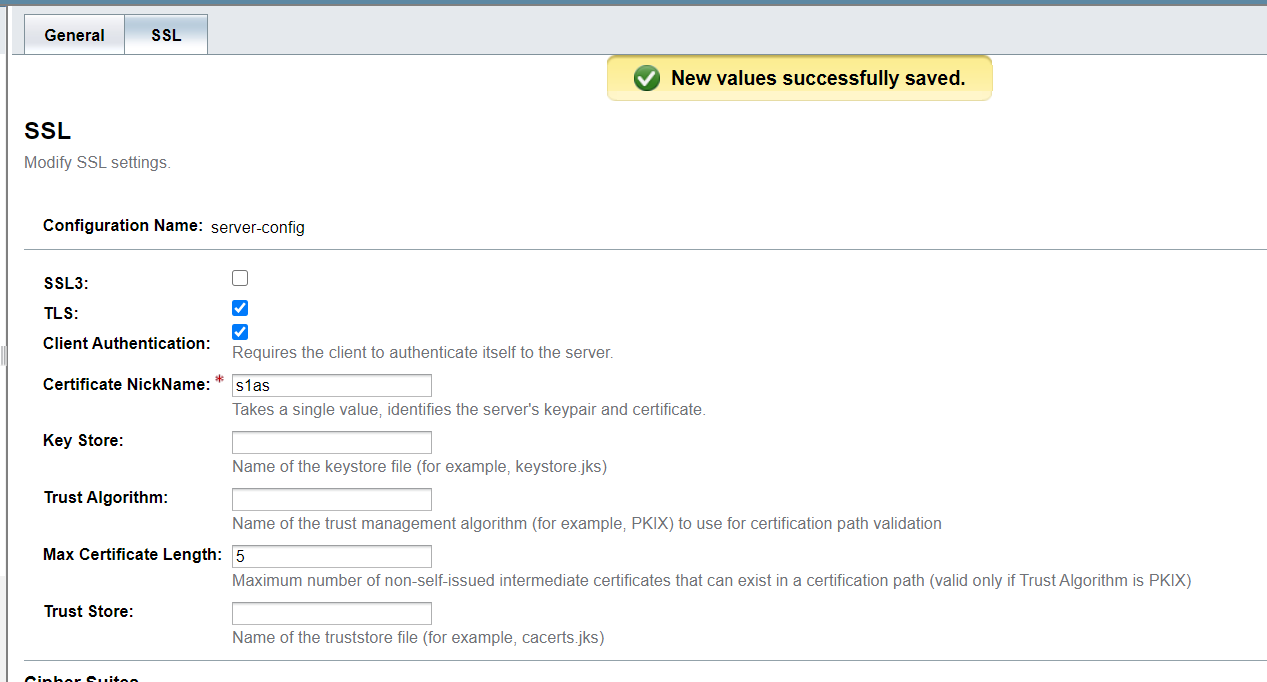 General
SSL
New values successfully saved.
SSL
Modify SSL settings.
Configuration Name: server-config
SSL3:
TLS:
Client Authentication:
Requires the client to authenticate itself to the server.
Certificate NickName: * s1as
Takes a single value, identifies the server's keypair and certificate.
Key Store:
Name of the keystore file (for example, keystore.jks)
Trust Algorithm:
Name of the trust management algorithm (for example, PKIX) to use for certification path validation
Max Certificate Length: 5
Maximum number of non-self-issued intermediate certificates that can exist in a certification path (valid only if Trust Algorithm is PKIX)
Trust Store:
Name of the truststore file (for example, cacerts.jks)
Cipher Suites